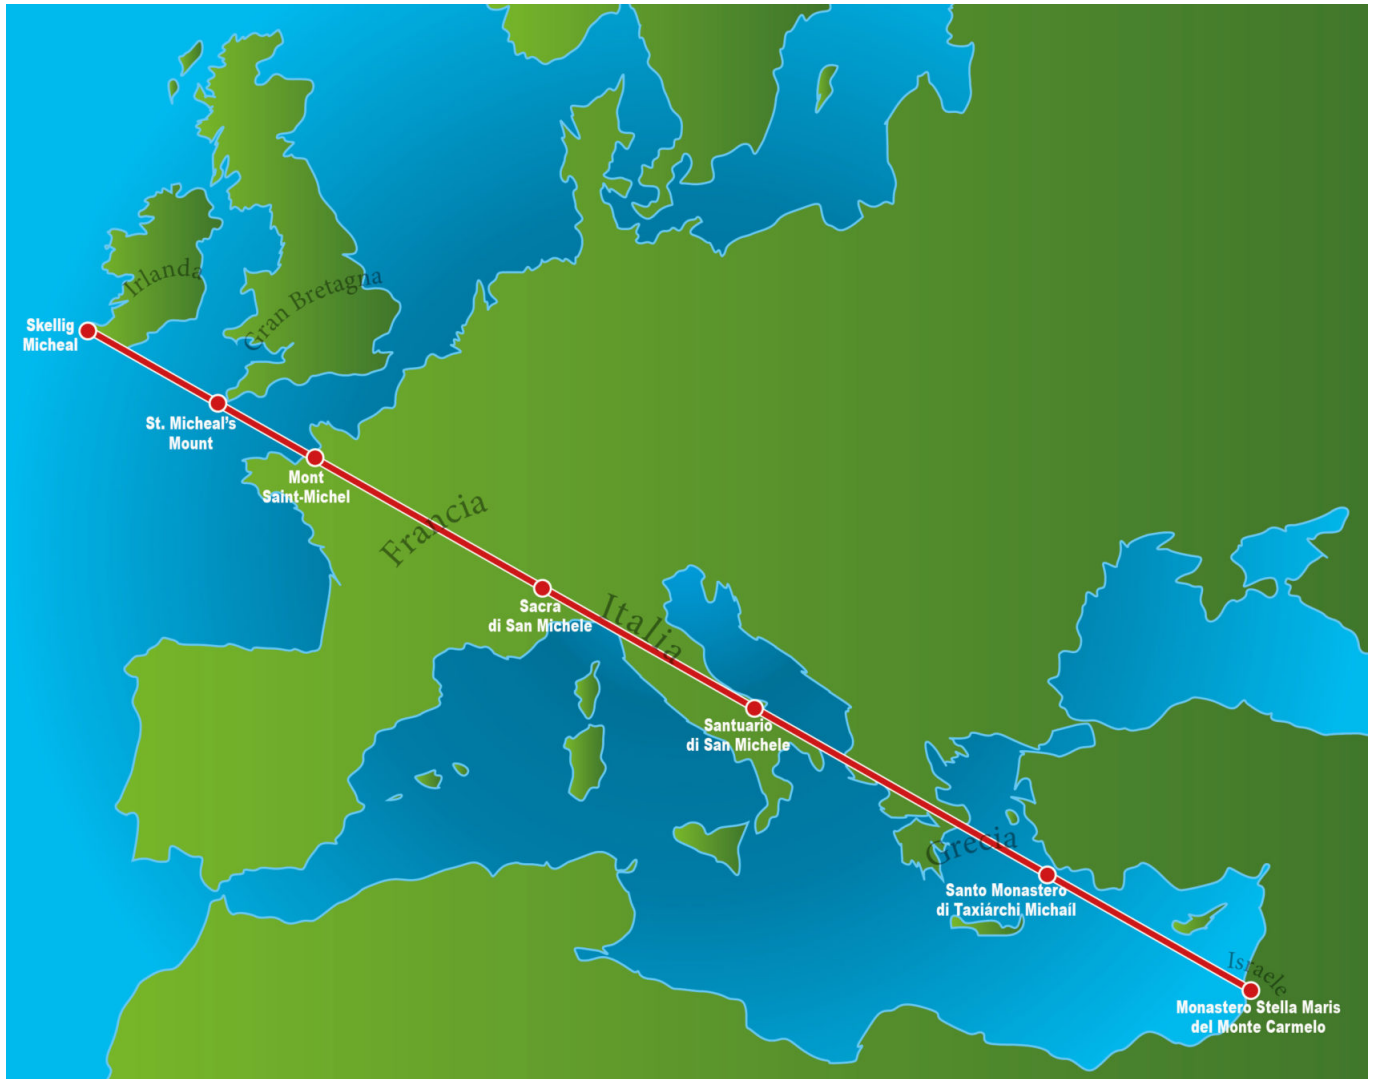 Irlanda
Gran Bretagna
Skellig
Micheal
St. Micheal's
Mount
Mont
Saint-Michel
Francia
Sacra
di San Michele
Italia
Santuario
di San Michele
Grecia
Santo Monastero
di Taxiárchi Michaíl
Israele
Monastero Stella Maris
del Monte Carmelo